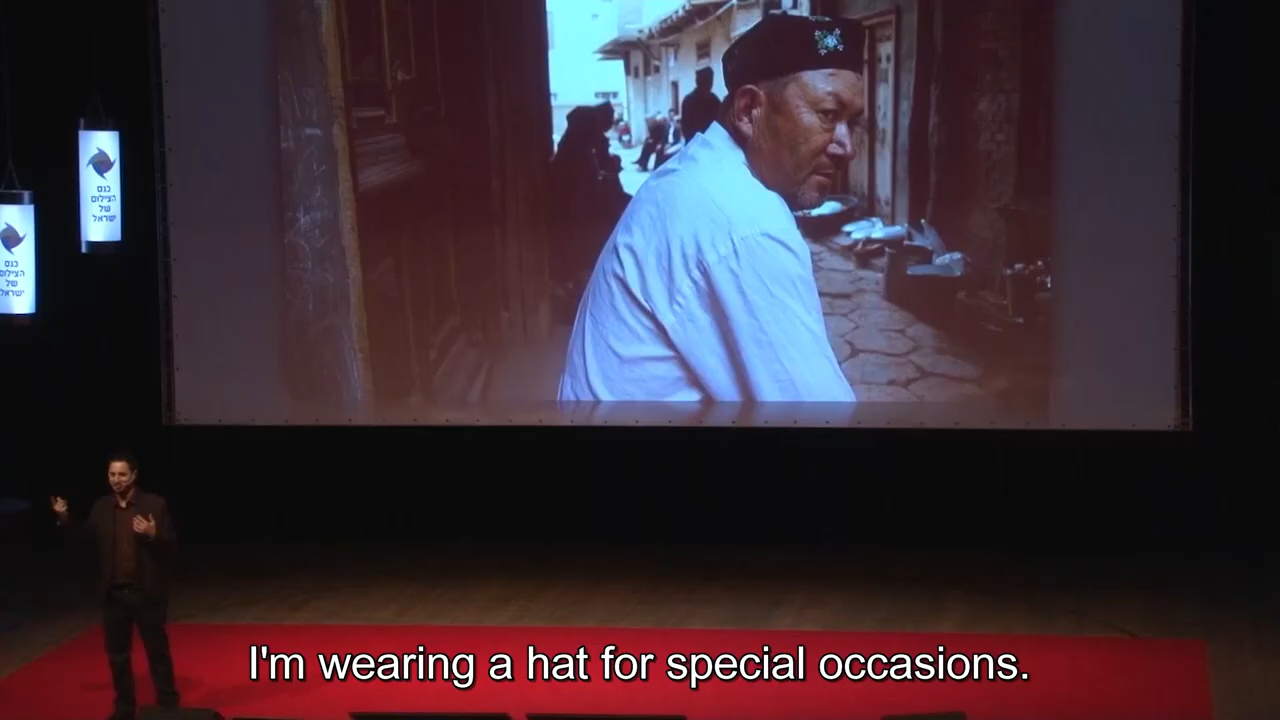 כנס
הצילום
של
ישראל
כנס
הצילום
של
ישראל
I'm wearing a hat for special occasions.